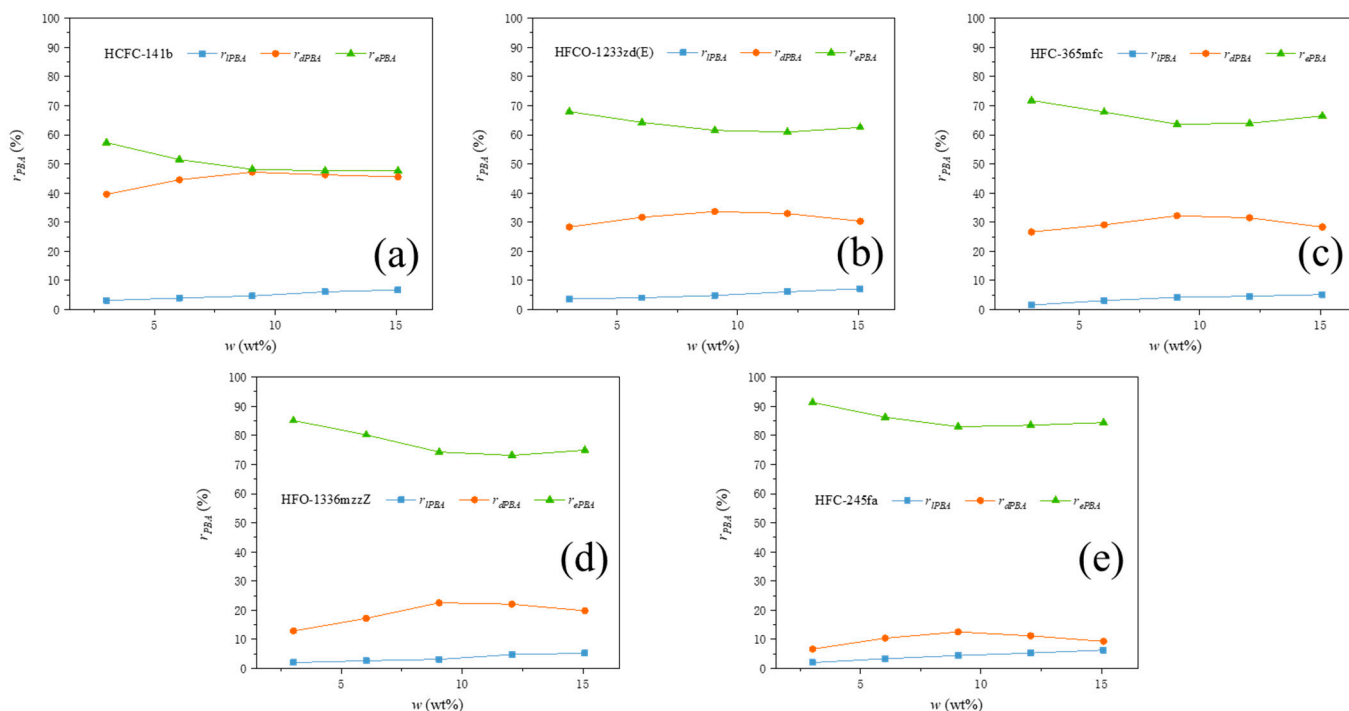 100
90
80
70
60
50
40
30
20
10
0
r_PBA (%)
HCFC-141b r_lPBA r_dPBA r_ePBA
(a)
5 10 15
w (wt%)
100
90
80
70
60
50
40
30
20
10
0
r_PBA (%)
HFCO-1233zd(E) r_lPBA r_dPBA r_ePBA
(b)
5 10 15
w (wt%)
100
90
80
70
60
50
40
30
20
10
0
r_PBA (%)
HFC-365mfc r_lPBA r_dPBA r_ePBA
(c)
5 10 15
w (wt%)
100
90
80
70
60
50
40
30
20
10
0
r_PBA (%)
HFO-1336mzzZ r_lPBA r_dPBA r_ePBA
(d)
5 10 15
w (wt%)
100
90
80
70
60
50
40
30
20
10
0
r_PBA (%)
HFC-245fa r_lPBA r_dPBA r_ePBA
(e)
5 10 15
w (wt%)